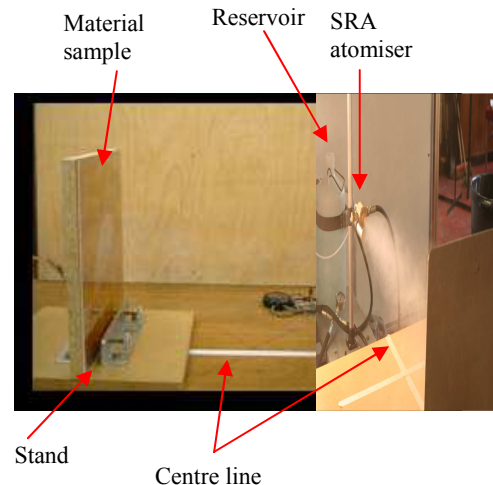 Material
sample
Reservoir
SRA
atomiser
Stand
Centre line